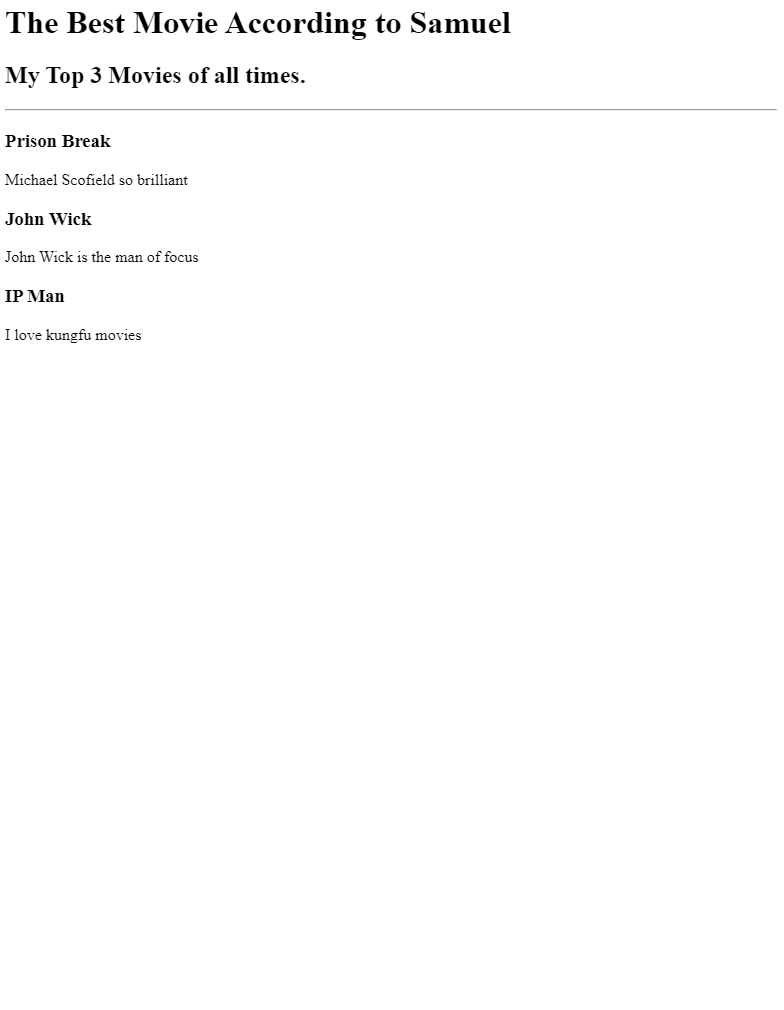 The Best Movie According to Samuel
My Top 3 Movies of all times.
Prison Break
Michael Scofield so brilliant
John Wick
John Wick is the man of focus
IP Man
I love kungfu movies